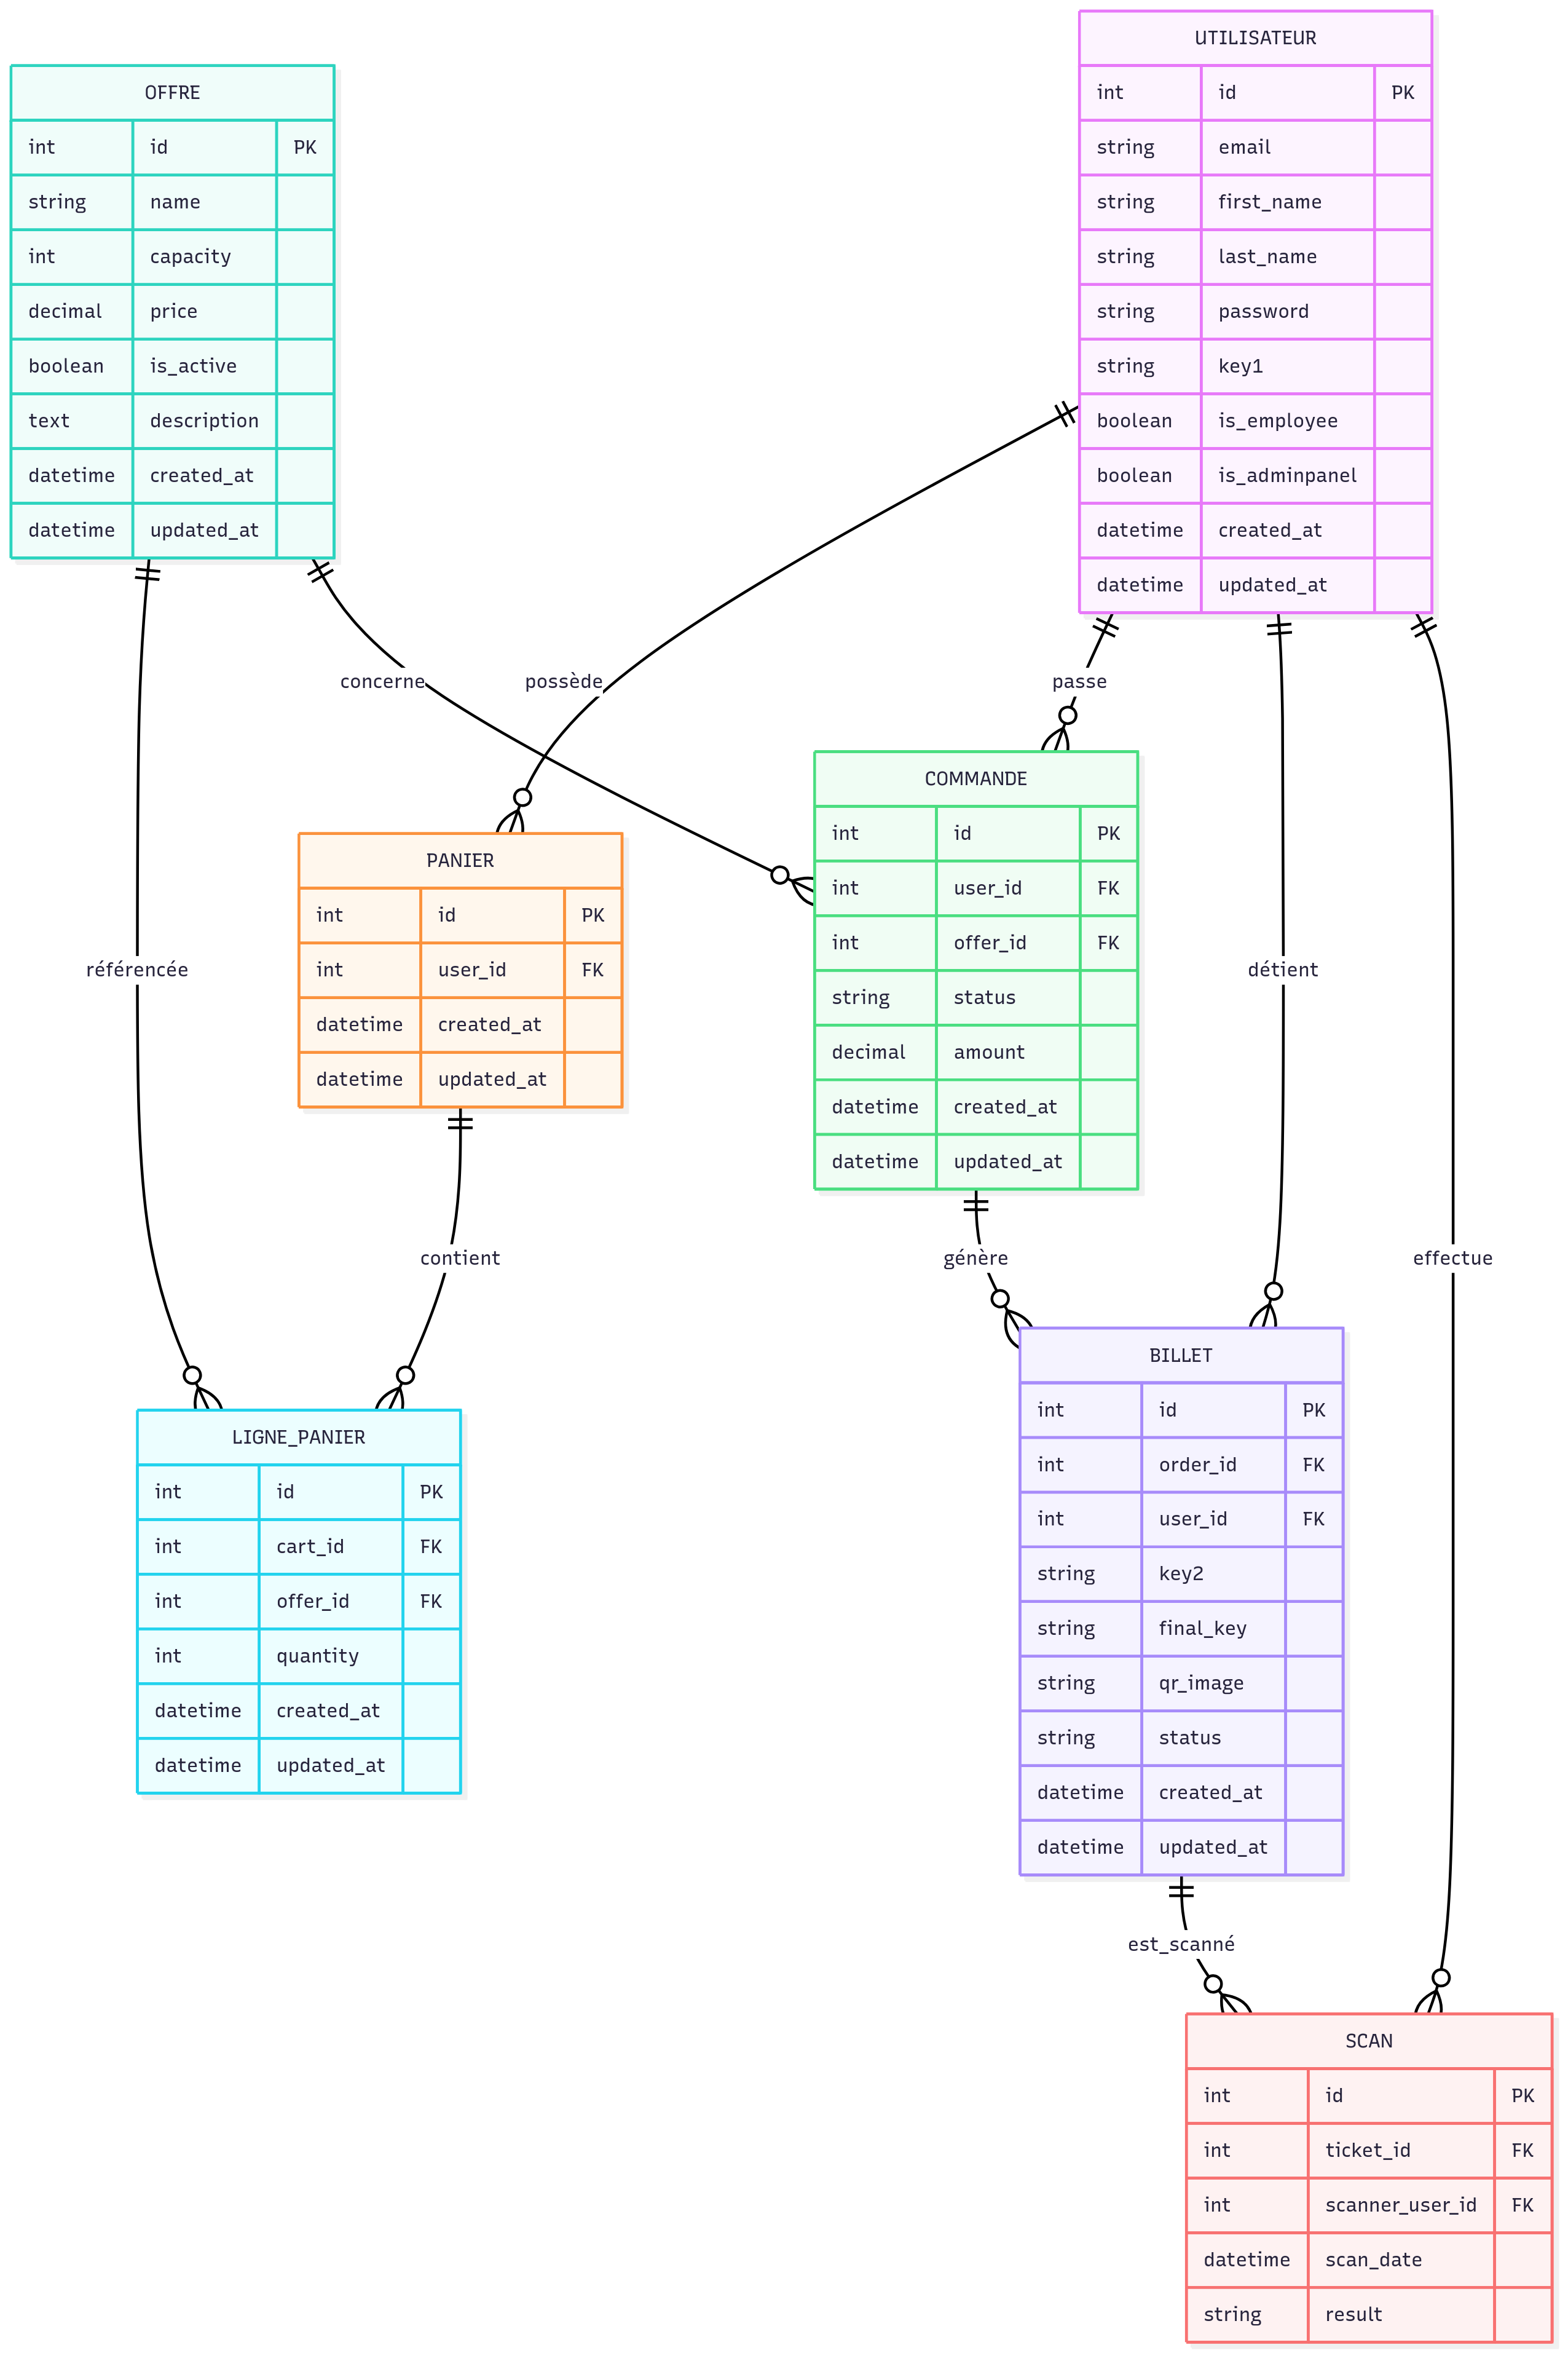 OFFRE
int id PK
string name
int capacity
decimal price
boolean is_active
text description
datetime created_at
datetime updated_at
UTILISATEUR
int id PK
string email
string first_name
string last_name
string password
string key1
boolean is_employee
boolean is_adminpanel
datetime created_at
datetime updated_at
concerne
possède
passe
PANIER
int id PK
int user_id FK
datetime created_at
datetime updated_at
COMMANDE
int id PK
int user_id FK
int offer_id FK
string status
decimal amount
datetime created_at
datetime updated_at
référencée
détient
contient
génère
effectue
LIGNE_PANIER
int id PK
int cart_id FK
int offer_id FK
int quantity
datetime created_at
datetime updated_at
BILLET
int id PK
int order_id FK
int user_id FK
string key2
string final_key
string qr_image
string status
datetime created_at
datetime updated_at
est_scanné
SCAN
int id PK
int ticket_id FK
int scanner_user_id FK
datetime scan_date
string result